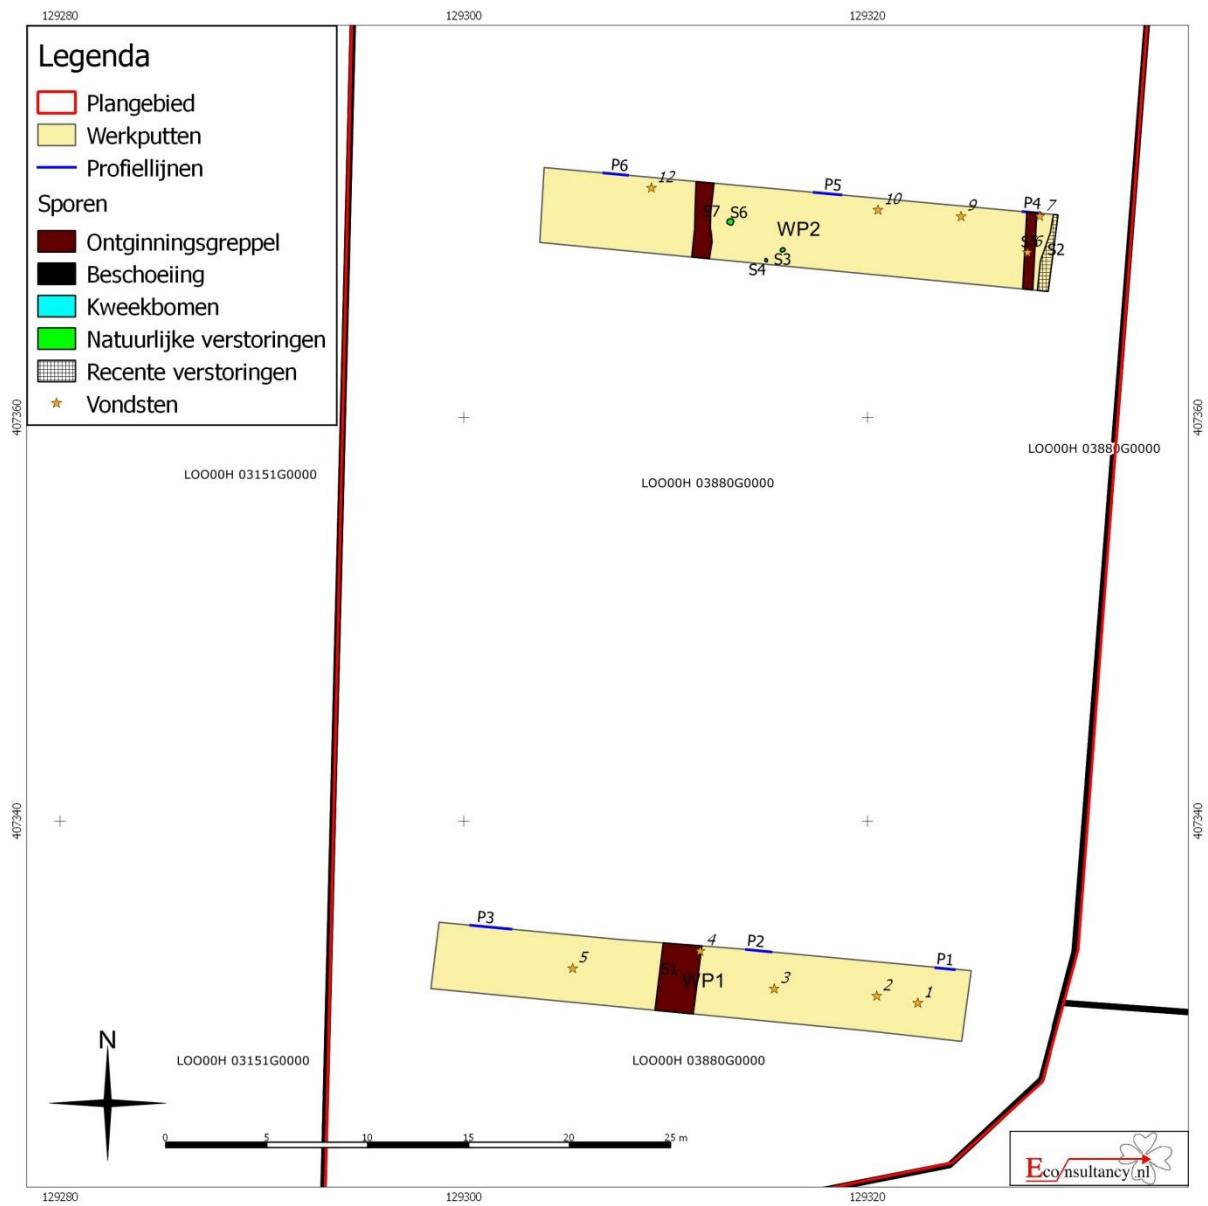 129280 129300 129320
Legenda
Plangebied
Werkputten
Profiellijnen
Sporen
Ontginningsgreppel
Beschoeiing
Kweekbomen
Natuurlijke verstoringen
Recente verstoringen
Vondsten
P6
12
P5
10
9
P4
7
S7
S6
WP2
S3
S4
6
S2
407360
407360
LOO00H 03151G0000
LOO00H 03880G0000
LOO00H 03880G0000
407340
407340
P3
5
S1
4
WP1
P2
3
2
1
P1
LOO00H 03151G0000
LOO00H 03880G0000
N
0 5 10 15 20 25 m
Econsultancy.nl
129280 129300 129320